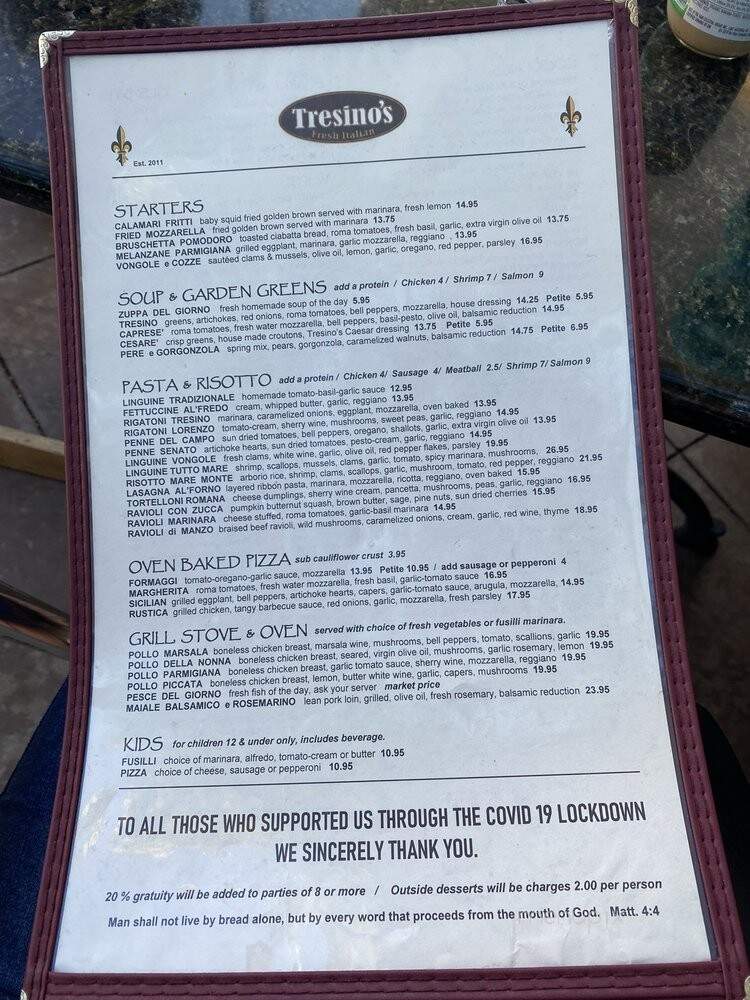 Tresino's
Fresh Italian
Est. 2011
STARTERS
CALAMARI FRITTI baby squid fried golden brown served with marinara, fresh lemon 14.95
FRIED MOZZARELLA fried golden brown served with marinara 13.75
BRUSCHETTA POMODORO toasted ciabatta bread, roma tomatoes, fresh basil, garlic, extra virgin olive oil 13.75
MELANZANE PARMIGIANA grilled eggplant, marinara, garlic mozzarella, reggiano . 13.95
VONGOLE e COZZE sautéed clams & mussels, olive oil, lemon, garlic, oregano, red pepper, parsley 16.95
SOUP & GARDEN GREENS add a protein / Chicken 4 / Shrimp 7 / Salmon 9
ZUPPA DEL GIORNO fresh homemade soup of the day 5.95
TRESINO greens, artichokes, red onions, roma tomatoes, bell peppers, mozzarella, house dressing 14.25 Petite 5.95
CAPRESE' roma tomatoes, fresh water mozzarella, bell peppers, basil-pesto, olive oil, balsamic reduction 14.95
CESARE' crisp greens, house made croutons, Tresino's Caesar dressing 13.75 Petite 5.95
PERE e GORGONZOLA spring mix, pears, gorgonzola, caramelized walnuts, balsamic reduction 14.75 Petite 6.95
PASTA & RISOTTO add a protein / Chicken 4/ Sausage 4/ Meatball 2.5/ Shrimp 7/ Salmon 9
LINGUINE TRADIZIONALE homemade tomato-basil-garlic sauce 12.95
FETTUCCINE AL'FREDO cream, whipped butter, garlic, reggiano 13.95
RIGATONI TRESINO marinara, caramelized onions, eggplant, mozzarella, oven baked 13.95
RIGATONI LORENZO tomato-cream, sherry wine, mushrooms, sweet peas, garlic, reggiano 14.95
PENNE DEL CAMPO sun dried tomatoes, bell peppers, oregano, shallots, garlic, extra virgin olive oil 13.95
PENNE SENATO artichoke hearts, sun dried tomatoes, pesto-cream, garlic, reggiano 14.95
LINGUINE VONGOLE fresh clams, white wine, garlic, olive oil, red pepper flakes, parsley 19.95
LINGUINE TUTTO MARE shrimp, scallops, mussels, clams, garlic, tomato, spicy marinara, mushrooms, 26.95
RISOTTO MARE MONTE arborio rice, shrimp, clams, scallops, garlic, mushroom, tomato, red pepper, reggiano 21.95
LASAGNA AL'FORNO layered ribbon pasta, marinara, mozzarella, ricotta, reggiano, oven baked 15.95
TORTELLONI ROMANA cheese dumplings, sherry wine cream, pancetta, mushrooms, peas, garlic, reggiano 16.95
RAVIOLI CON ZUCCA pumpkin butternut squash, brown butter, sage, pine nuts, sun dried cherries 15.95
RAVIOLI MARINARA cheese stuffed, roma tomatoes, garlic-basil marinara 14.95
RAVIOLI di MANZO braised beef ravioli, wild mushrooms, caramelized onions, cream, garlic, red wine, thyme 18.95
OVEN BAKED PIZZA sub cauliflower crust 3.95
FORMAGGI tomato-oregano-garlic sauce, mozzarella 13.95 Petite 10.95 / add sausage or pepperoni 4
MARGHERITA roma tomatoes, fresh water mozzarella, fresh basil, garlic-tomato sauce 16.95
SICILIAN grilled eggplant, bell peppers, artichoke hearts, capers, garlic-tomato sauce, arugula, mozzarella, 14.95
RUSTICA grilled chicken, tangy barbecue sauce, red onions, garlic, mozzarella, fresh parsley 17.95
GRILL STOVE & OVEN served with choice of fresh vegetables or fusilli marinara.
POLLO MARSALA boneless chicken breast, marsala wine, mushrooms, bell peppers, tomato, scallions, garlic 19.95
POLLO DELLA NONNA boneless chicken breast, seared, virgin olive oil, mushrooms, garlic rosemary, lemon 19.95
POLLO PARMIGIANA boneless chicken breast, garlic tomato sauce, sherry wine, mozzarella, reggiano 19.95
POLLO PICCATA boneless chicken breast, lemon, butter white wine, garlic, capers, mushrooms 19.95
PESCE DEL GIORNO fresh fish of the day, ask your server market price
MAIALE BALSAMICO e ROSEMARINO lean pork loin, grilled, olive oil, fresh rosemary, balsamic reduction 23.95
KIDS for children 12 & under only, includes beverage.
FUSILLI choice of marinara, alfredo, tomato-cream or butter 10.95
PIZZA choice of cheese, sausage or pepperoni 10.95
TO ALL THOSE WHO SUPPORTED US THROUGH THE COVID 19 LOCKDOWN
WE SINCERELY THANK YOU.
20 % gratuity will be added to parties of 8 or more / Outside desserts will be charges 2.00 per person
Man shall not live by bread alone, but by every word that proceeds from the mouth of God. Matt. 4:4